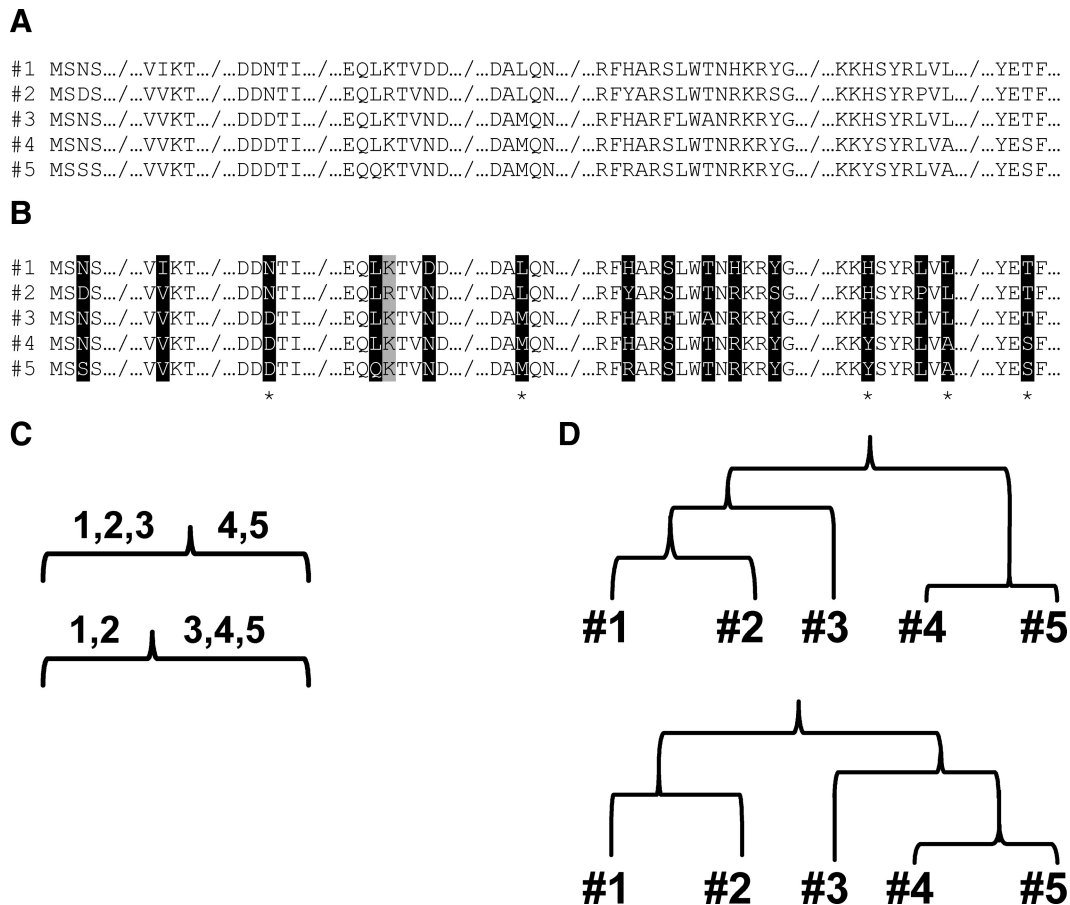 A
#1 MSNS…/…VIKT…/…DDNTI…/…EQLKTVDD…/…DALQN…/…RFHARSLWTNHKRYG…/…KKHSYRLVL…/…YETF…
#2 MSDS…/…VVKT…/…DDNTI…/…EQLRTVND…/…DALQN…/…RFYARSLWTNRKRSG…/…KKHSYRPVL…/…YETF…
#3 MSNS…/…VVKT…/…DDDTI…/…EQLKTVND…/…DAMQN…/…RFHARFLWANRKRYG…/…KKHSYRLVL…/…YETF…
#4 MSNS…/…VVKT…/…DDDTI…/…EQLKTVND…/…DAMQN…/…RFHARSLWTNRKRYG…/…KKYSYRLVA…/…YESF…
#5 MSSS…/…VVKT…/…DDDTI…/…EQQKTVND…/…DAMQN…/…RFRARSLWTNRKRYG…/…KKYSYRLVA…/…YESF…
B
#1 MSNS…/…VIKT…/…DDNTI…/…EQLKTVDD…/…DALQN…/…RFHARSLWTNHKRYG…/…KKHSYRLVL…/…YETF…
#2 MSDS…/…VVKT…/…DDNTI…/…EQLRTVND…/…DALQN…/…RFYARSLWTNRKRSG…/…KKHSYRPVL…/…YETF…
#3 MSNS…/…VVKT…/…DDDTI…/…EQLKTVND…/…DAMQN…/…RFHARFLWANRKRYG…/…KKHSYRLVL…/…YETF…
#4 MSNS…/…VVKT…/…DDDTI…/…EQLKTVND…/…DAMQN…/…RFHARSLWTNRKRYG…/…KKYSYRLVA…/…YESF…
#5 MSSS…/…VVKT…/…DDDTI…/…EQQKTVND…/…DAMQN…/…RFRARSLWTNRKRYG…/…KKYSYRLVA…/…YESF…
* * * * *
C
1,2,3 4,5
1,2 3,4,5
D
#1 #2 #3 #4 #5
#1 #2 #3 #4 #5